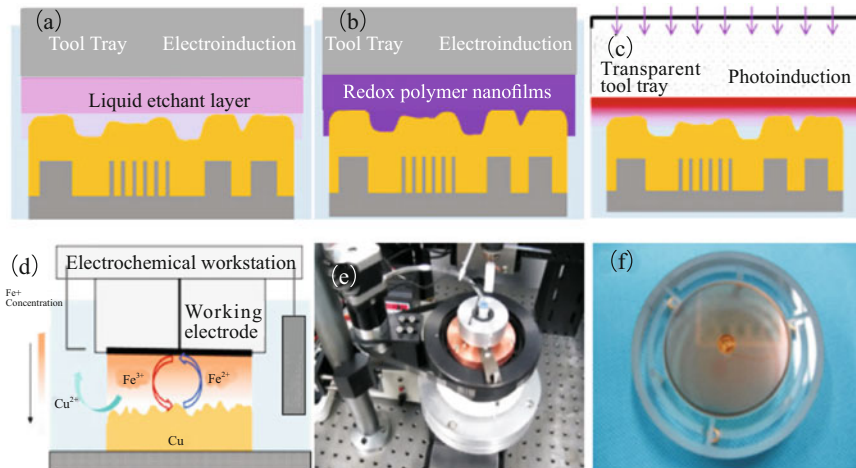 (a)
Tool Tray Electroinduction
Liquid etchant layer
(b)
Tool Tray Electroinduction
Redox polymer nanofilms
(c)
Transparent
tool tray
Photoinduction
(d)
Electrochemical workstation
Fe+
Concentration
Working
electrode
Fe³⁺
Fe²⁺
Cu²⁺
Cu
(e)
(f)